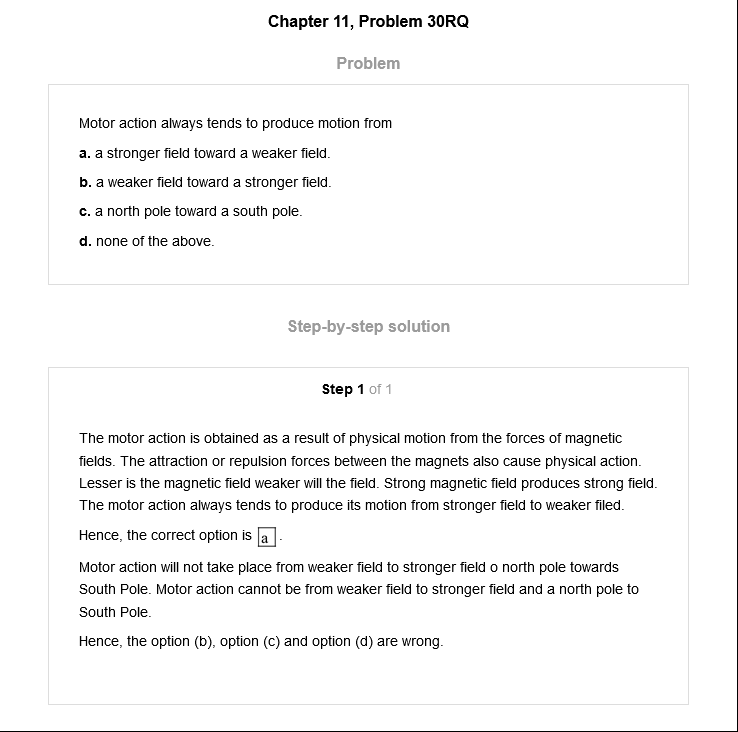 Chapter 11, Problem 30RQ
Problem
Motor action always tends to produce motion from
a. a stronger field toward a weaker field.
b. a weaker field toward a stronger field.
c. a north pole toward a south pole.
d. none of the above.
Step-by-step solution
Step 1 of 1
The motor action is obtained as a result of physical motion from the forces of magnetic
fields. The attraction or repulsion forces between the magnets also cause physical action.
Lesser is the magnetic field weaker will the field. Strong magnetic field produces strong field.
The motor action always tends to produce its motion from stronger field to weaker filed.
Hence, the correct option is a .
Motor action will not take place from weaker field to stronger field o north pole towards
South Pole. Motor action cannot be from weaker field to stronger field and a north pole to
South Pole.
Hence, the option (b), option (c) and option (d) are wrong.